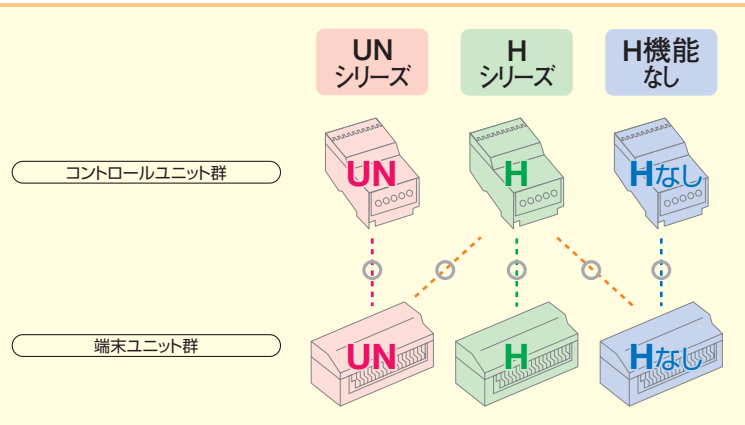 UN
シリーズ
H
シリーズ
H機能
なし
コントロールユニット群
UN
H
Hなし
端末ユニット群
UN
H
Hなし